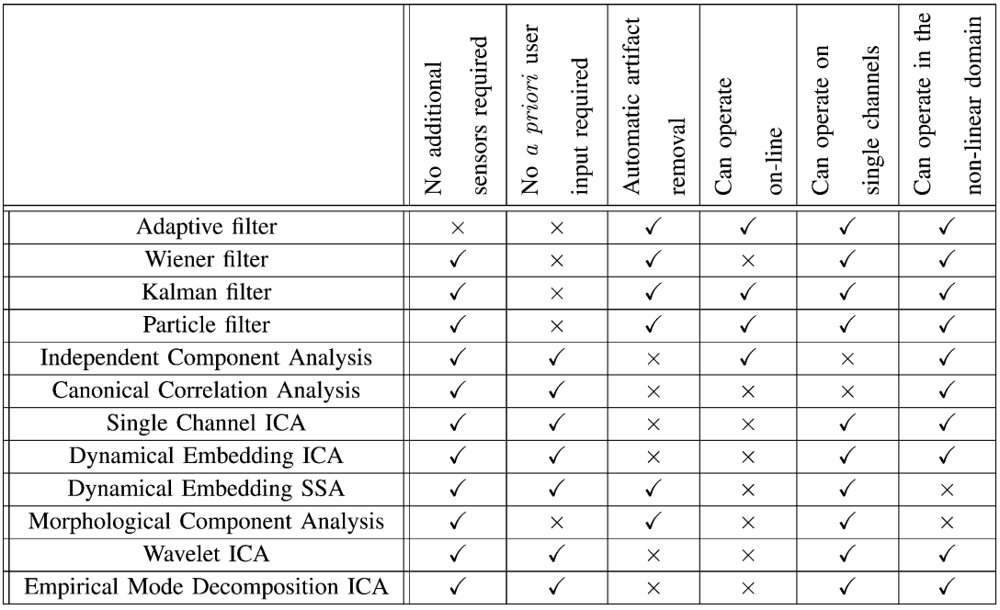 No additional
sensors required
No a priori user
input required
Automatic artifact
removal
Can operate
on-line
Can operate on
single channels
Can operate in the
non-linear domain
Adaptive filter × × ✓ ✓ ✓ ✓
Wiener filter ✓ × ✓ × ✓ ✓
Kalman filter ✓ × ✓ ✓ ✓ ✓
Particle filter ✓ × ✓ ✓ ✓ ✓
Independent Component Analysis ✓ ✓ × ✓ × ✓
Canonical Correlation Analysis ✓ ✓ × × × ✓
Single Channel ICA ✓ ✓ × × ✓ ✓
Dynamical Embedding ICA ✓ ✓ × × ✓ ✓
Dynamical Embedding SSA ✓ ✓ ✓ × ✓ ×
Morphological Component Analysis ✓ × ✓ × ✓ ×
Wavelet ICA ✓ ✓ × × ✓ ✓
Empirical Mode Decomposition ICA ✓ ✓ × × ✓ ✓